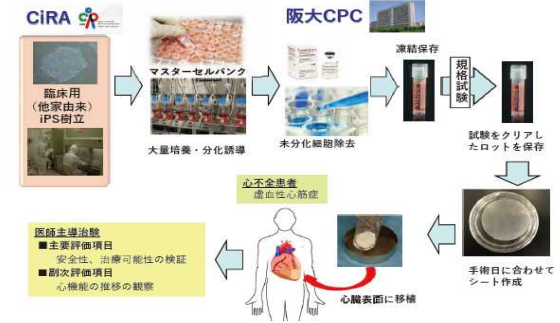 CiRA
阪大CPC
臨床用
（他家由来）
iPS樹立
マスターセルバンク
大量培養・分化誘導
未分化細胞除去
凍結保存
規格試験
試験をクリアし
たロットを保存
手術日に合わせて
シート作成
心臓表面に移植
心不全患者
虚血性心筋症
医師主導治験
■主要評価項目
安全性、治療可能性の検証
■副次評価項目
心機能の推移の観察